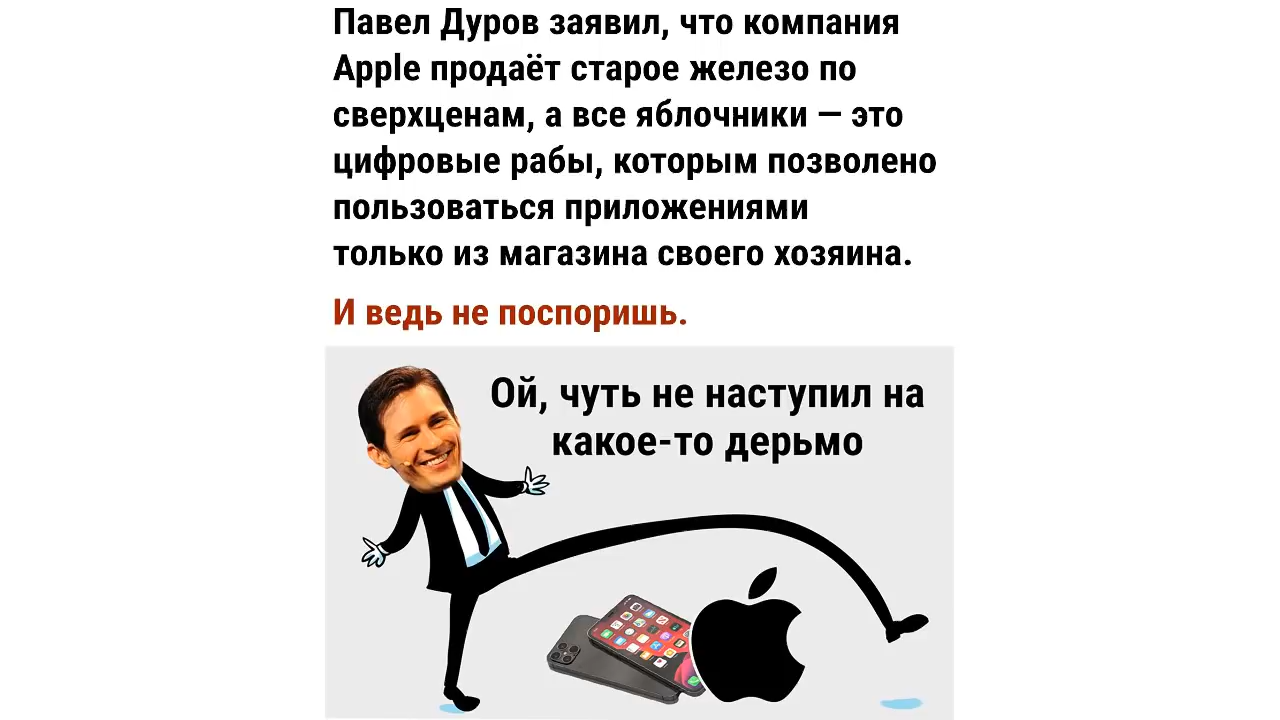 Павел Дуров заявил, что компания
Apple продаёт старое железо по
сверхценам, а все яблочники — это
цифровые рабы, которым позволено
пользоваться приложениями
только из магазина своего хозяина.
И ведь не поспоришь.
Ой, чуть не наступил на
какое-то дерьмо